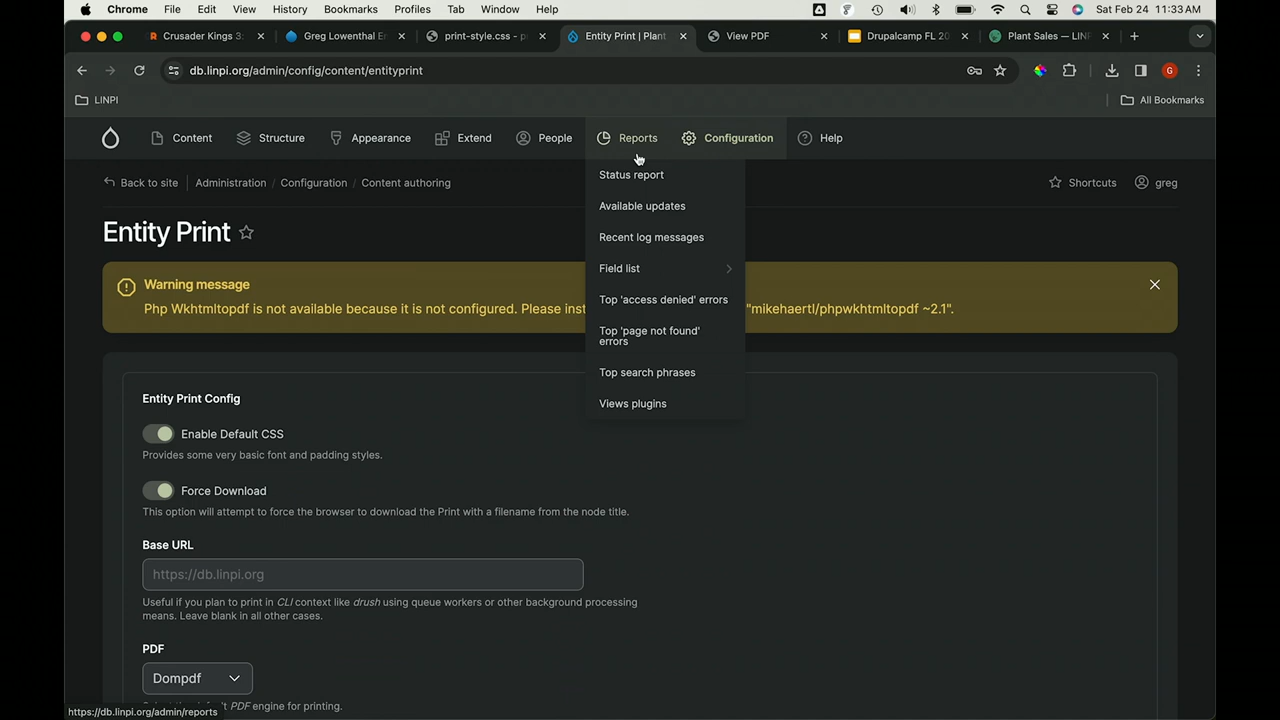 Chrome File Edit View History Bookmarks Profiles Tab Window Help Sat Feb 24 11:33 AM
Crusader Kings 3: Greg Lowenthal En print-style.css - p Entity Print | Plant View PDF Drupalcamp FL 20 Plant Sales — LINP
db.linpi.org/admin/config/content/entityprint
LINPI All Bookmarks
Content Structure Appearance Extend People Reports Configuration Help
Back to site Administration / Configuration / Content authoring Shortcuts greg
Status report
Available updates
Recent log messages
Field list
Top 'access denied' errors
Top 'page not found'
errors
Top search phrases
Views plugins
Entity Print
Warning message
Php Wkhtmltopdf is not available because it is not configured. Please inst "mikehaertl/phpwkhtmltopdf ~2.1".
Entity Print Config
Enable Default CSS
Provides some very basic font and padding styles.
Force Download
This option will attempt to force the browser to download the Print with a filename from the node title.
Base URL
https://db.linpi.org
Useful if you plan to print in CLI context like drush using queue workers or other background processing
means. Leave blank in all other cases.
PDF
Dompdf
PDF engine for printing.
https://db.linpi.org/admin/reports